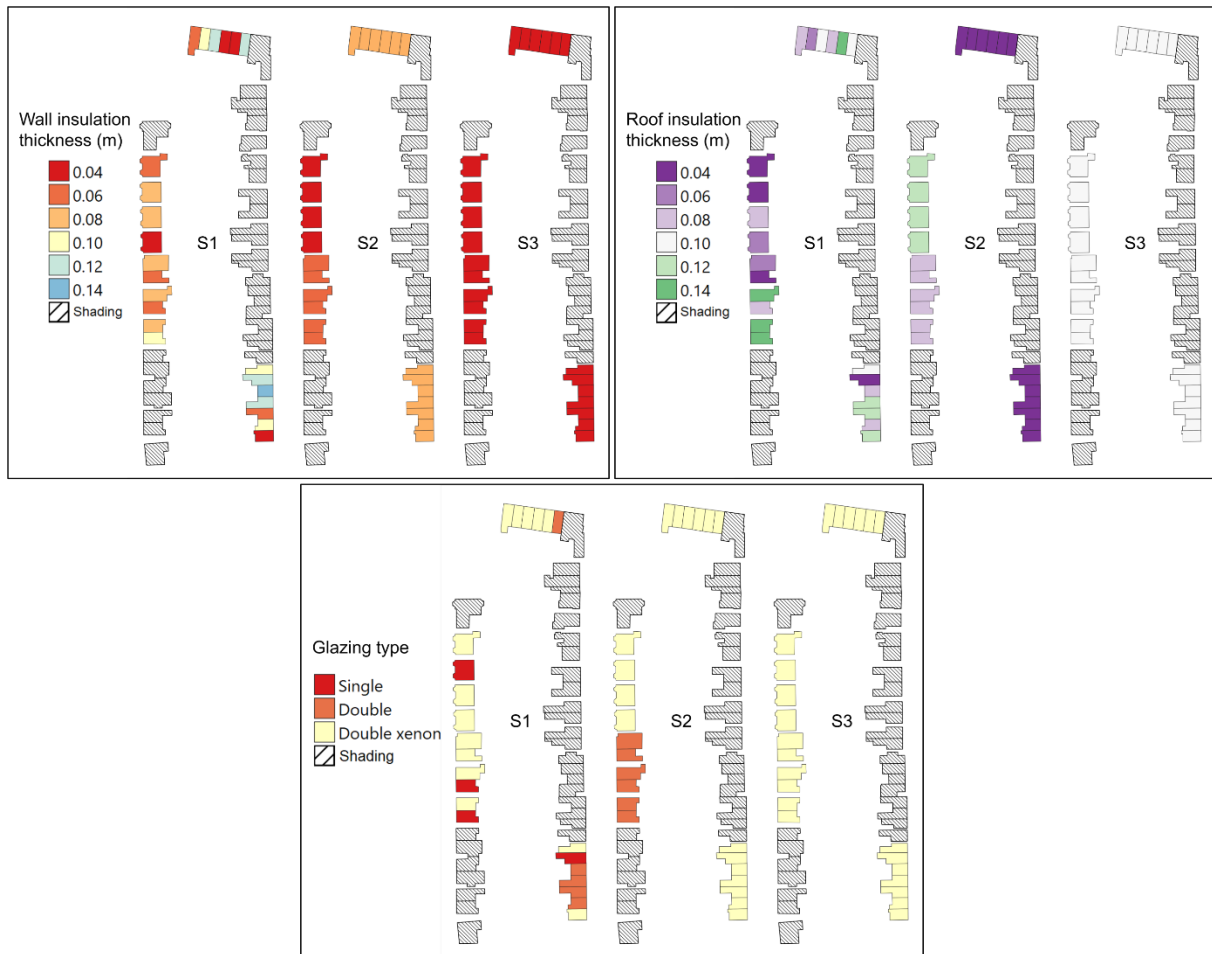 Wall insulation
thickness (m)
0.04
0.06
0.08
0.10
0.12
0.14
Shading
S1
S2
S3
Roof insulation
thickness (m)
0.04
0.06
0.08
0.10
0.12
0.14
Shading
S1
S2
S3
Glazing type
Single
Double
Double xenon
Shading
S1
S2
S3